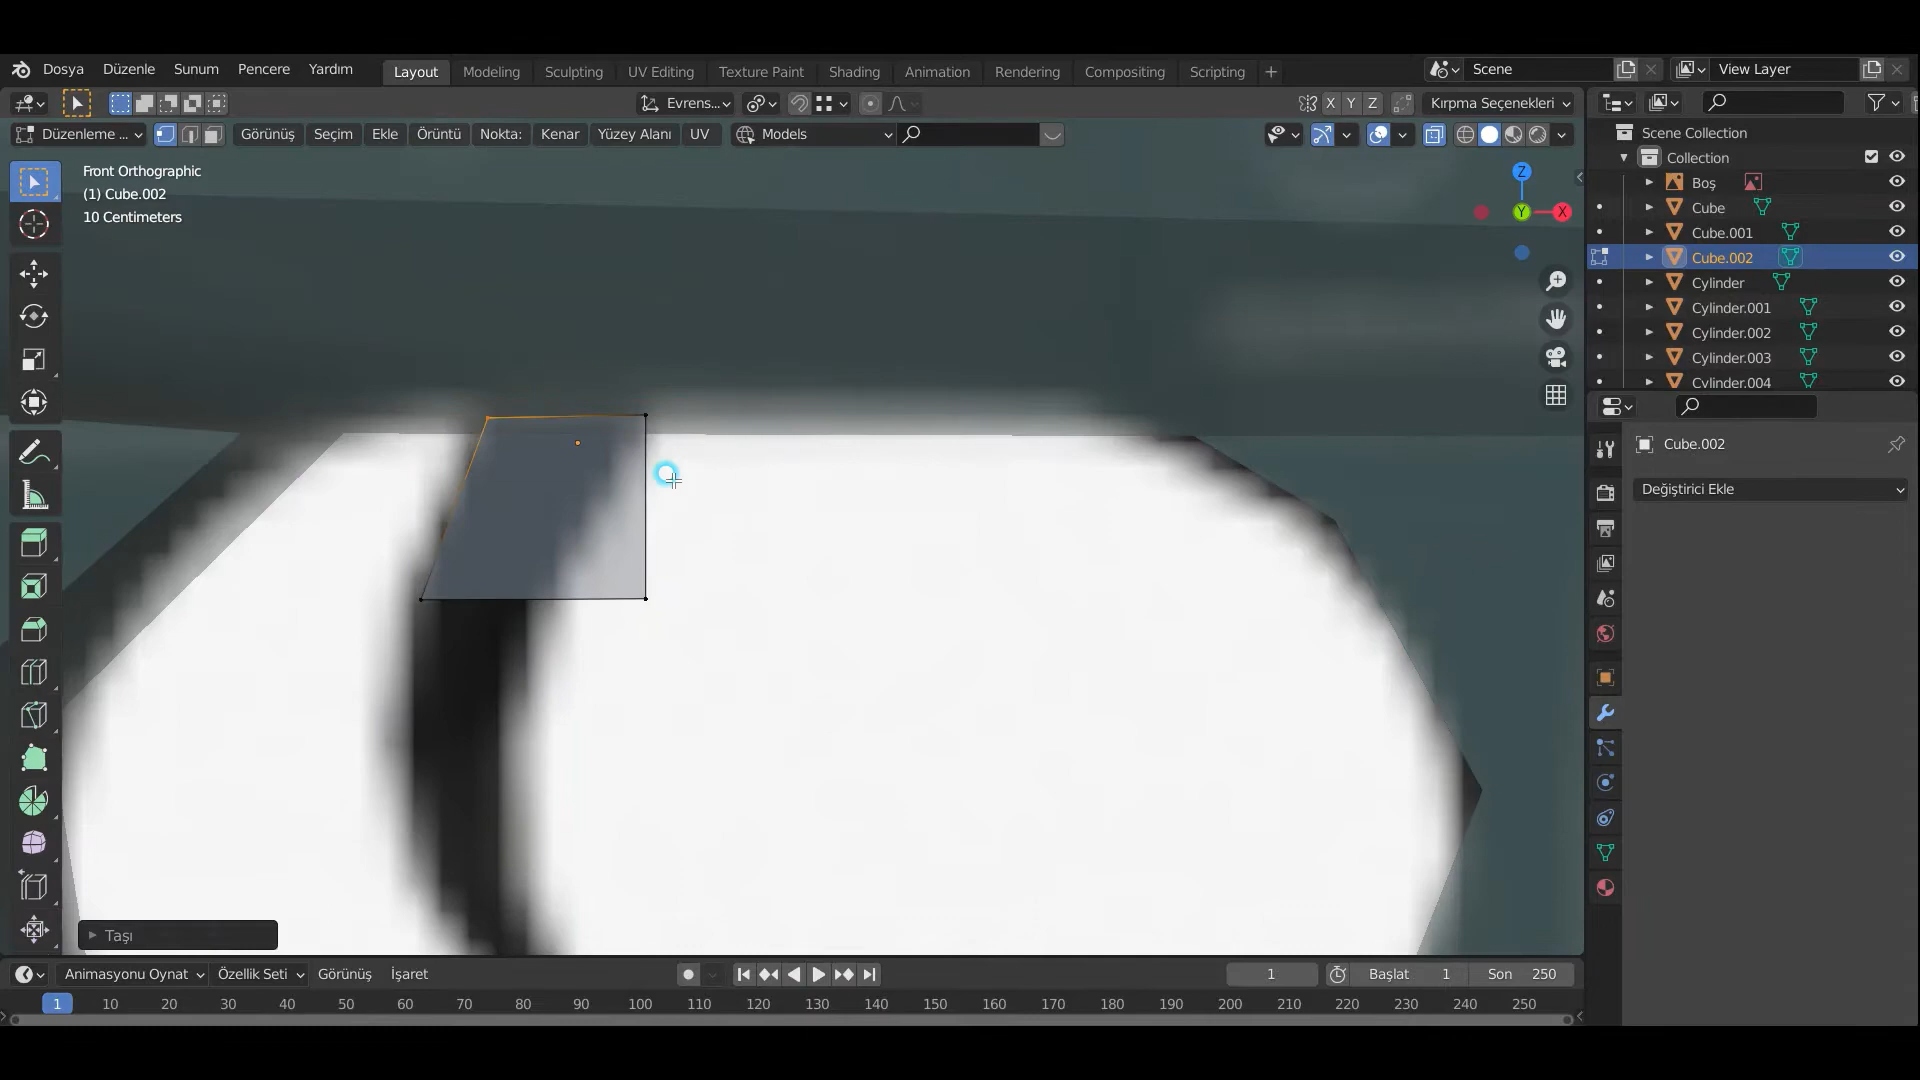 Dosya Düzenle Sunum Pencere Yardım Layout Modeling Sculpting UV Editing Texture Paint Shading Animation Rendering Compositing Scripting + Scene View Layer
Evrens... X Y Z Kırpma Seçenekleri
Düzenleme ... Görünüş Seçim Ekle Örüntü Nokta: Kenar Yüzey Alanı UV Models
Front Orthographic
(1) Cube.002
10 Centimeters
Z
Y
X
Scene Collection
Collection
Boş
Cube
Cube.001
Cube.002
Cylinder
Cylinder.001
Cylinder.002
Cylinder.003
Cylinder.004
Cube.002
Değiştirici Ekle
Taşı
Animasyonu Oynat Özellik Seti Görünüş İşaret 1 Başlat 1 Son 250
1 10 20 30 40 50 60 70 80 90 100 110 120 130 140 150 160 170 180 190 200 210 220 230 240 250